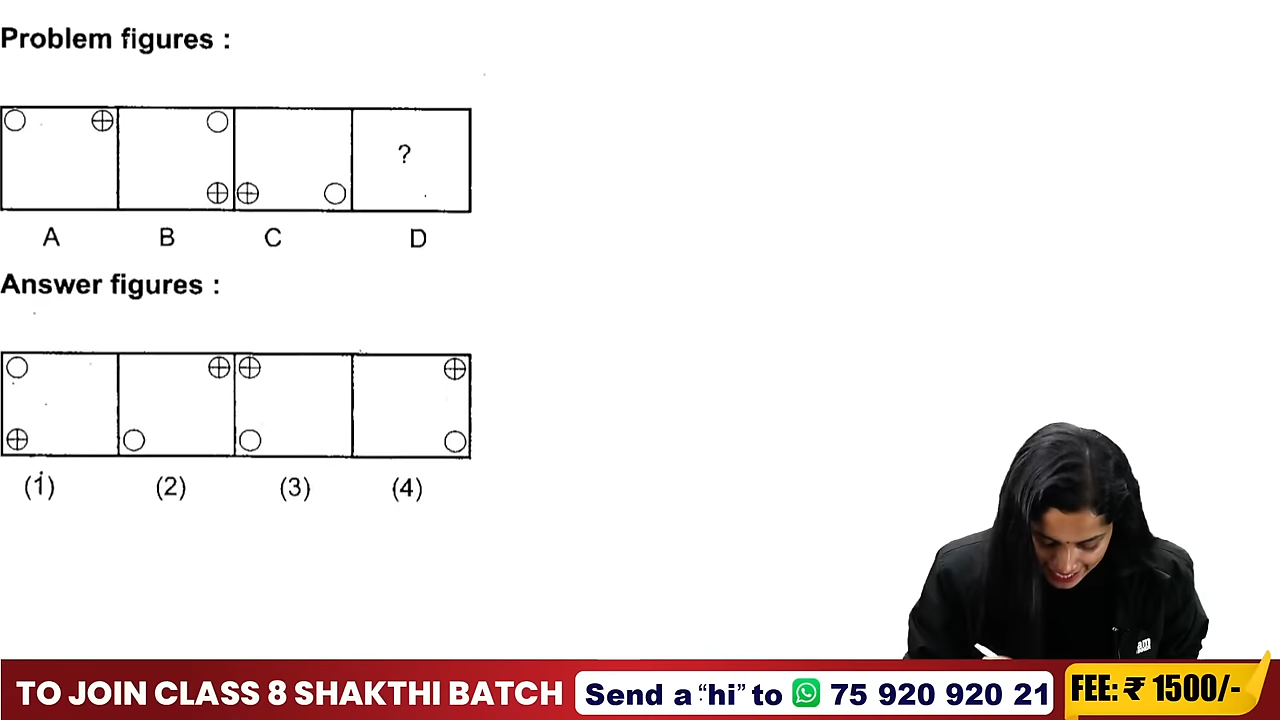 Problem figures :
?
A B C D
Answer figures :
(1) (2) (3) (4)
am
TO JOIN CLASS 8 SHAKTHI BATCH Send a “hi” to 75 920 920 21 FEE: ₹ 1500/-